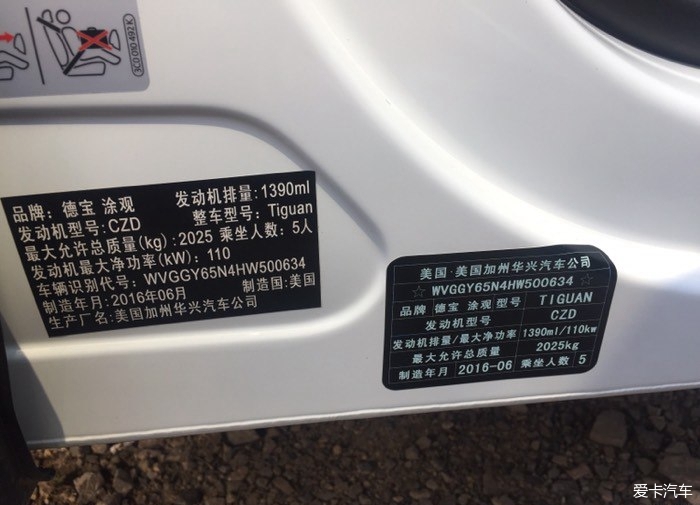 3C0 010 492K
品牌: 德宝 涂观 发动机排量:1390ml
发动机型号:CZD 整车型号:Tiguan
最大允许总质量(kg):2025 乘坐人数:5人
发动机最大净功率(kW): 110
车辆识别代号:WVGGY65N4HW500634
制造年月:2016年06月 制造国:美国
生产厂名:美国加州华兴汽车公司
美国·美国加州华兴汽车公司
☆ WVGGY65N4HW500634 ☆
品牌 德宝 涂观 型号 TIGUAN
发动机型号 CZD
发动机排量/最大净功率 1390ml/110kw
最大允许总质量 2025kg
制造年月 2016-06 乘坐人数 5
爱卡汽车